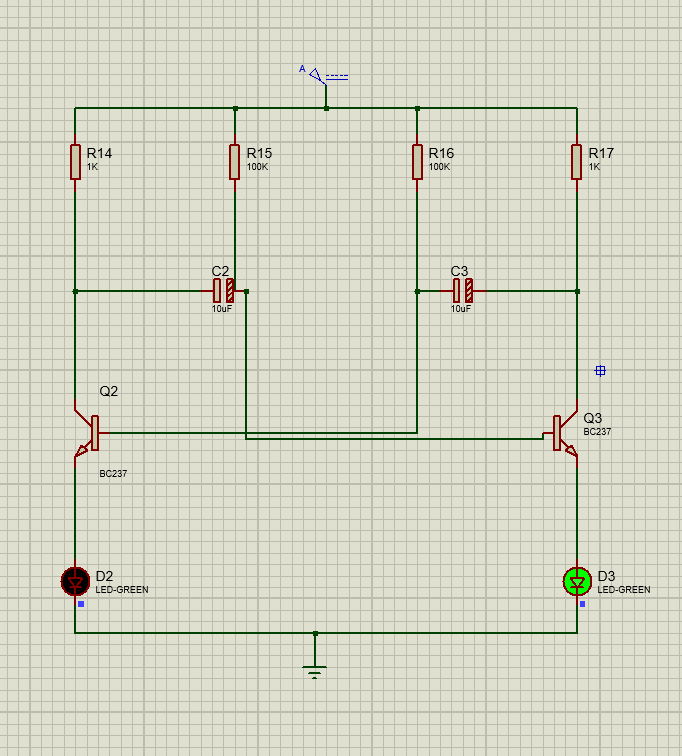 A
R14
1K
R15
100K
R16
100K
R17
1K
C2
10uF
C3
10uF
Q2
BC237
Q3
BC237
D2
LED-GREEN
D3
LED-GREEN